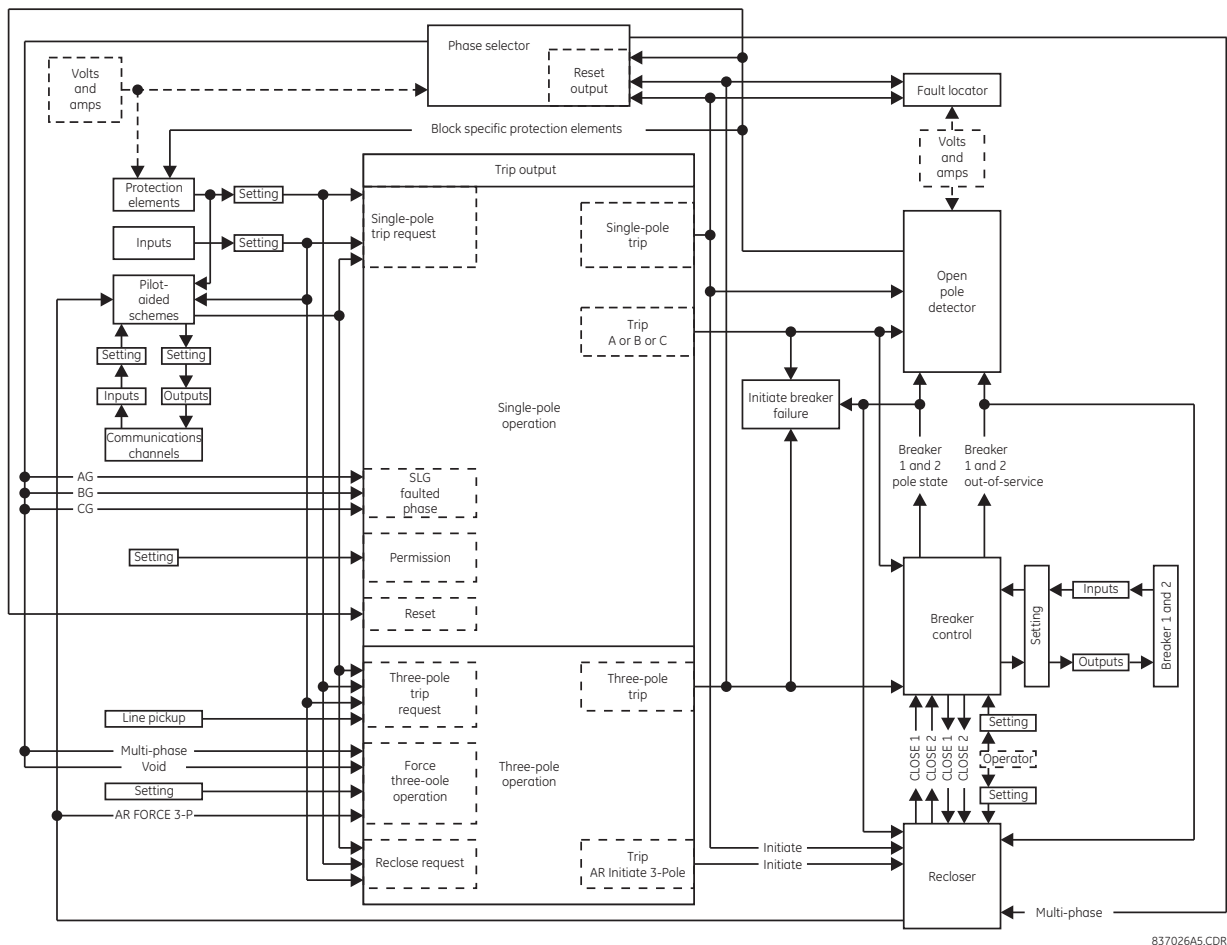 Phase selector
Reset
output
Volts
and
amps
Fault locator
Block specific protection elements
Volts
and
amps
Trip output
Protection
elements
Setting
Single-pole
trip request
Single-pole
trip
Inputs
Setting
Open
pole
detector
Pilot-
aided
schemes
Trip
A or B or C
Setting
Setting
Inputs
Outputs
Initiate breaker
failure
Single-pole
operation
Communications
channels
Breaker
1 and 2
pole state
Breaker
1 and 2
out-of-service
AG
BG
CG
SLG
faulted
phase
Setting
Permission
Reset
Breaker
control
Setting
Inputs
Outputs
Breaker 1 and 2
Three-pole
trip
request
Three-pole
trip
Line pickup
Setting
Multi-phase
Void
Setting
AR FORCE 3-P
Force
three-oole
operation
Three-pole
operation
CLOSE 1
CLOSE 2
CLOSE 1
CLOSE 2
Operator
Setting
Reclose request
Trip
AR Initiate 3-Pole
Initiate
Initiate
Recloser
Multi-phase
837026A5.CDR